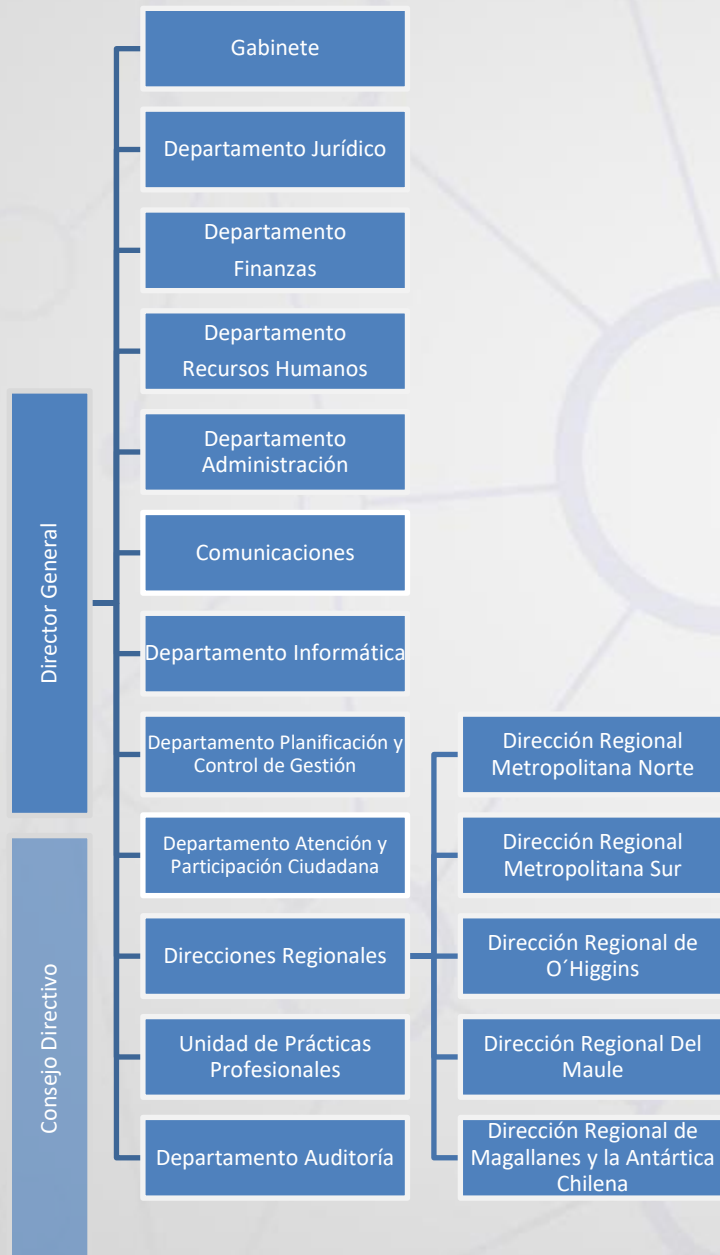 Gabinete
Departamento Jurídico
Departamento
Finanzas
Departamento
Recursos Humanos
Departamento
Administración
Comunicaciones
Departamento Informática
Departamento Planificación y
Control de Gestión
Departamento Atención y
Participación Ciudadana
Direcciones Regionales
Unidad de Prácticas
Profesionales
Departamento Auditoría
Director General
Consejo Directivo
Dirección Regional
Metropolitana Norte
Dirección Regional
Metropolitana Sur
Dirección Regional de
O´Higgins
Dirección Regional Del
Maule
Dirección Regional de
Magallanes y la Antártica
Chilena